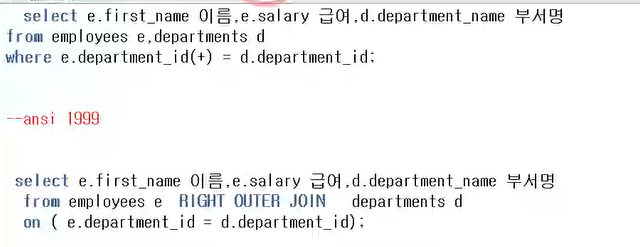 select e.first_name 이름,e.salary 급여,d.department_name 부서명
from employees e,departments d
where e.department_id(+) = d.department_id;
--ansi 1999
select e.first_name 이름,e.salary 급여,d.department_name 부서명
from employees e RIGHT OUTER JOIN departments d
on ( e.department_id = d.department_id);